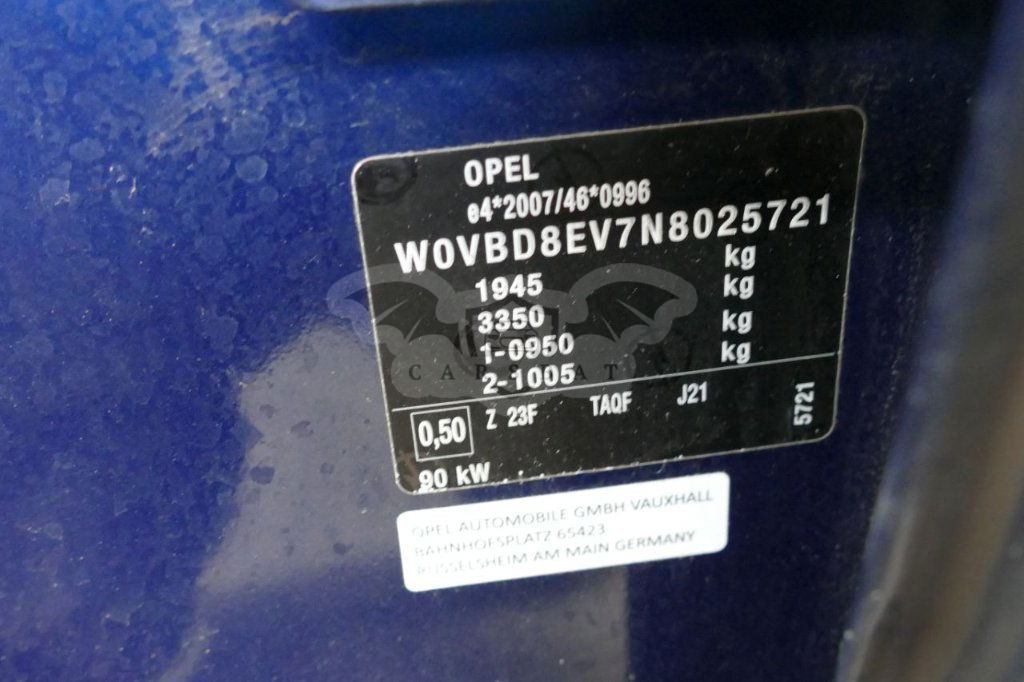 OPEL
e4*2007/46*0996
W0VBD8EV7N8025721
1945 kg
3350 kg
1-0950 kg
2-1005 kg
0,50 Z 23F TAQF J21 5721
90 kW
OPEL AUTOMOBILE GMBH VAUXHALL
BAHNHOFSPLATZ 65423
RUSSELSHEIM AM MAIN GERMANY